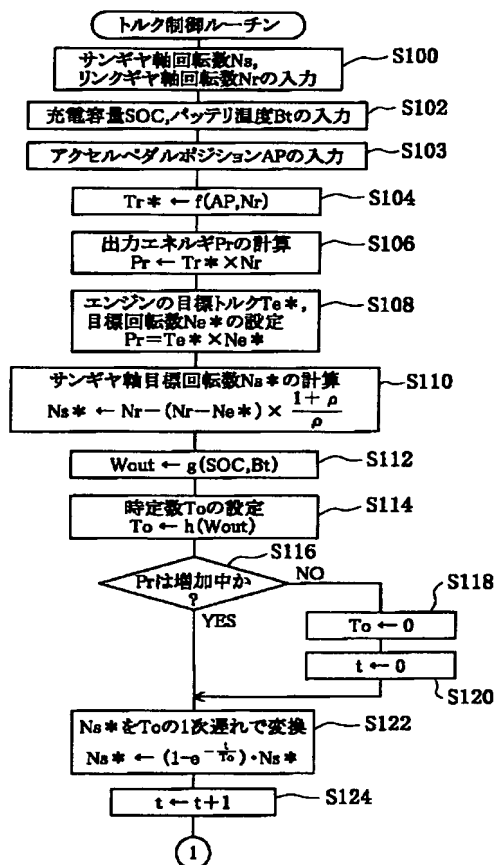 トルク制御ルーチン
サンギヤ軸回転数Ns,
リンクギヤ軸回転数Nrの入力
S100
充電容量SOC,バッテリ温度Btの入力
S102
アクセルペダルポジションAPの入力
S103
Tr* ← f(AP,Nr)
S104
出力エネルギPrの計算
Pr ← Tr*×Nr
S106
エンジンの目標トルクTe*,
目標回転数Ne*の設定
Pr=Te*×Ne*
S108
サンギヤ軸目標回転数Ns*の計算
Ns* ← Nr−(Nr−Ne*)× (1+ρ)/ρ
S110
Wout ← g(SOC,Bt)
S112
時定数Toの設定
To ← h(Wout)
S114
Prは増加中か
?
S116
NO
YES
To ← 0
S118
t ← 0
S120
Ns*をToの1次遅れで変換
Ns* ← (1-e^(-t/To))・Ns*
S122
t ← t+1
S124
1